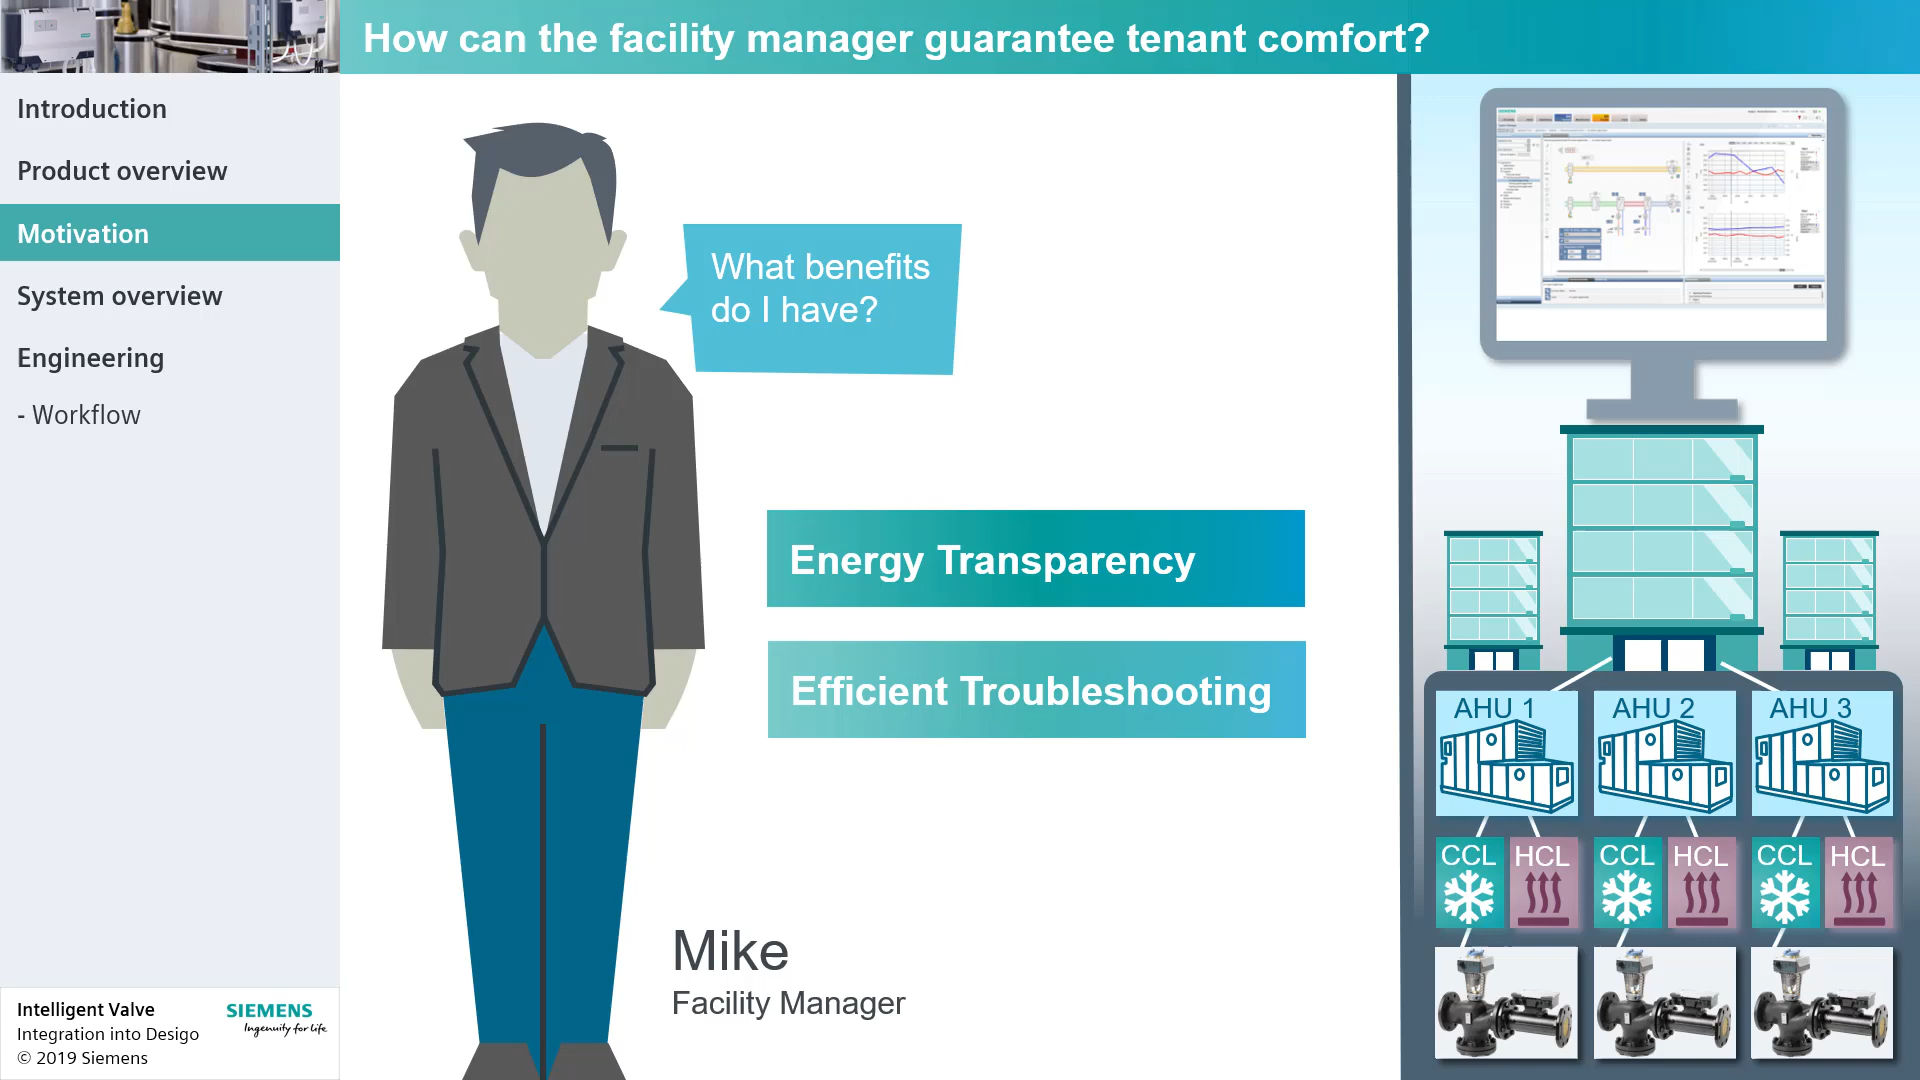 How can the facility manager guarantee tenant comfort?
Introduction
Product overview
Motivation
System overview
Engineering
- Workflow
What benefits
do I have?
Energy Transparency
Efficient Troubleshooting
Mike
Facility Manager
AHU 1
AHU 2
AHU 3
CCL
HCL
CCL
HCL
CCL
HCL
Intelligent Valve
Integration into Desigo
© 2019 Siemens
SIEMENS
Ingenuity for life